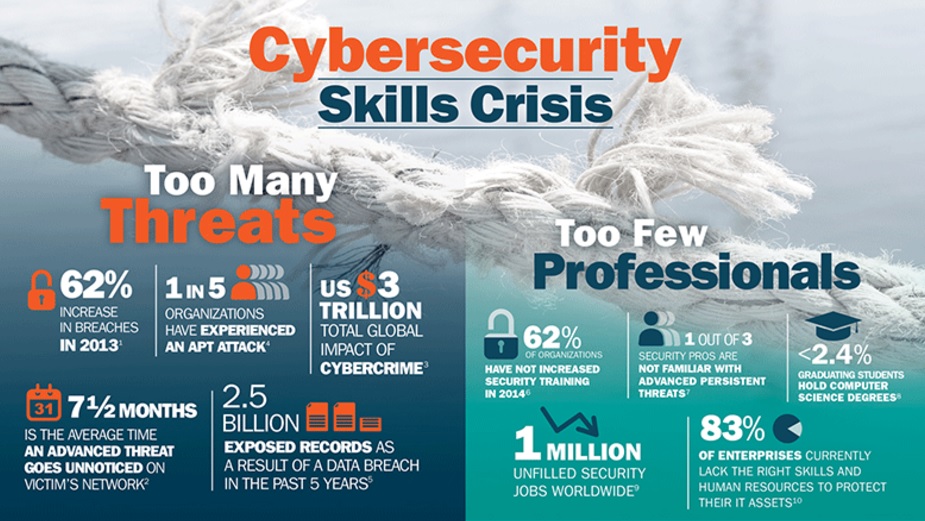 Cybersecurity
Skills Crisis
Too Many
Threats
62%
INCREASE
IN BREACHES
IN 2013¹
1 IN 5
ORGANIZATIONS
HAVE EXPERIENCED
AN APT ATTACK⁴
US $3
TRILLION
TOTAL GLOBAL
IMPACT OF
CYBERCRIME³
31
7½ MONTHS
IS THE AVERAGE TIME
AN ADVANCED THREAT
GOES UNNOTICED ON
VICTIM'S NETWORK²
2.5
BILLION
EXPOSED RECORDS AS
A RESULT OF A DATA BREACH
IN THE PAST 5 YEARS⁵
Too Few
Professionals
62%
OF ORGANIZATIONS
HAVE NOT INCREASED
SECURITY TRAINING
IN 2014⁶
1 OUT OF 3
SECURITY PROS ARE
NOT FAMILIAR WITH
ADVANCED PERSISTENT
THREATS⁷
<2.4%
GRADUATING STUDENTS
HOLD COMPUTER
SCIENCE DEGREES⁸
1 MILLION
UNFILLED SECURITY
JOBS WORLDWIDE⁹
83%
OF ENTERPRISES CURRENTLY
LACK THE RIGHT SKILLS AND
HUMAN RESOURCES TO PROTECT
THEIR IT ASSETS¹⁰